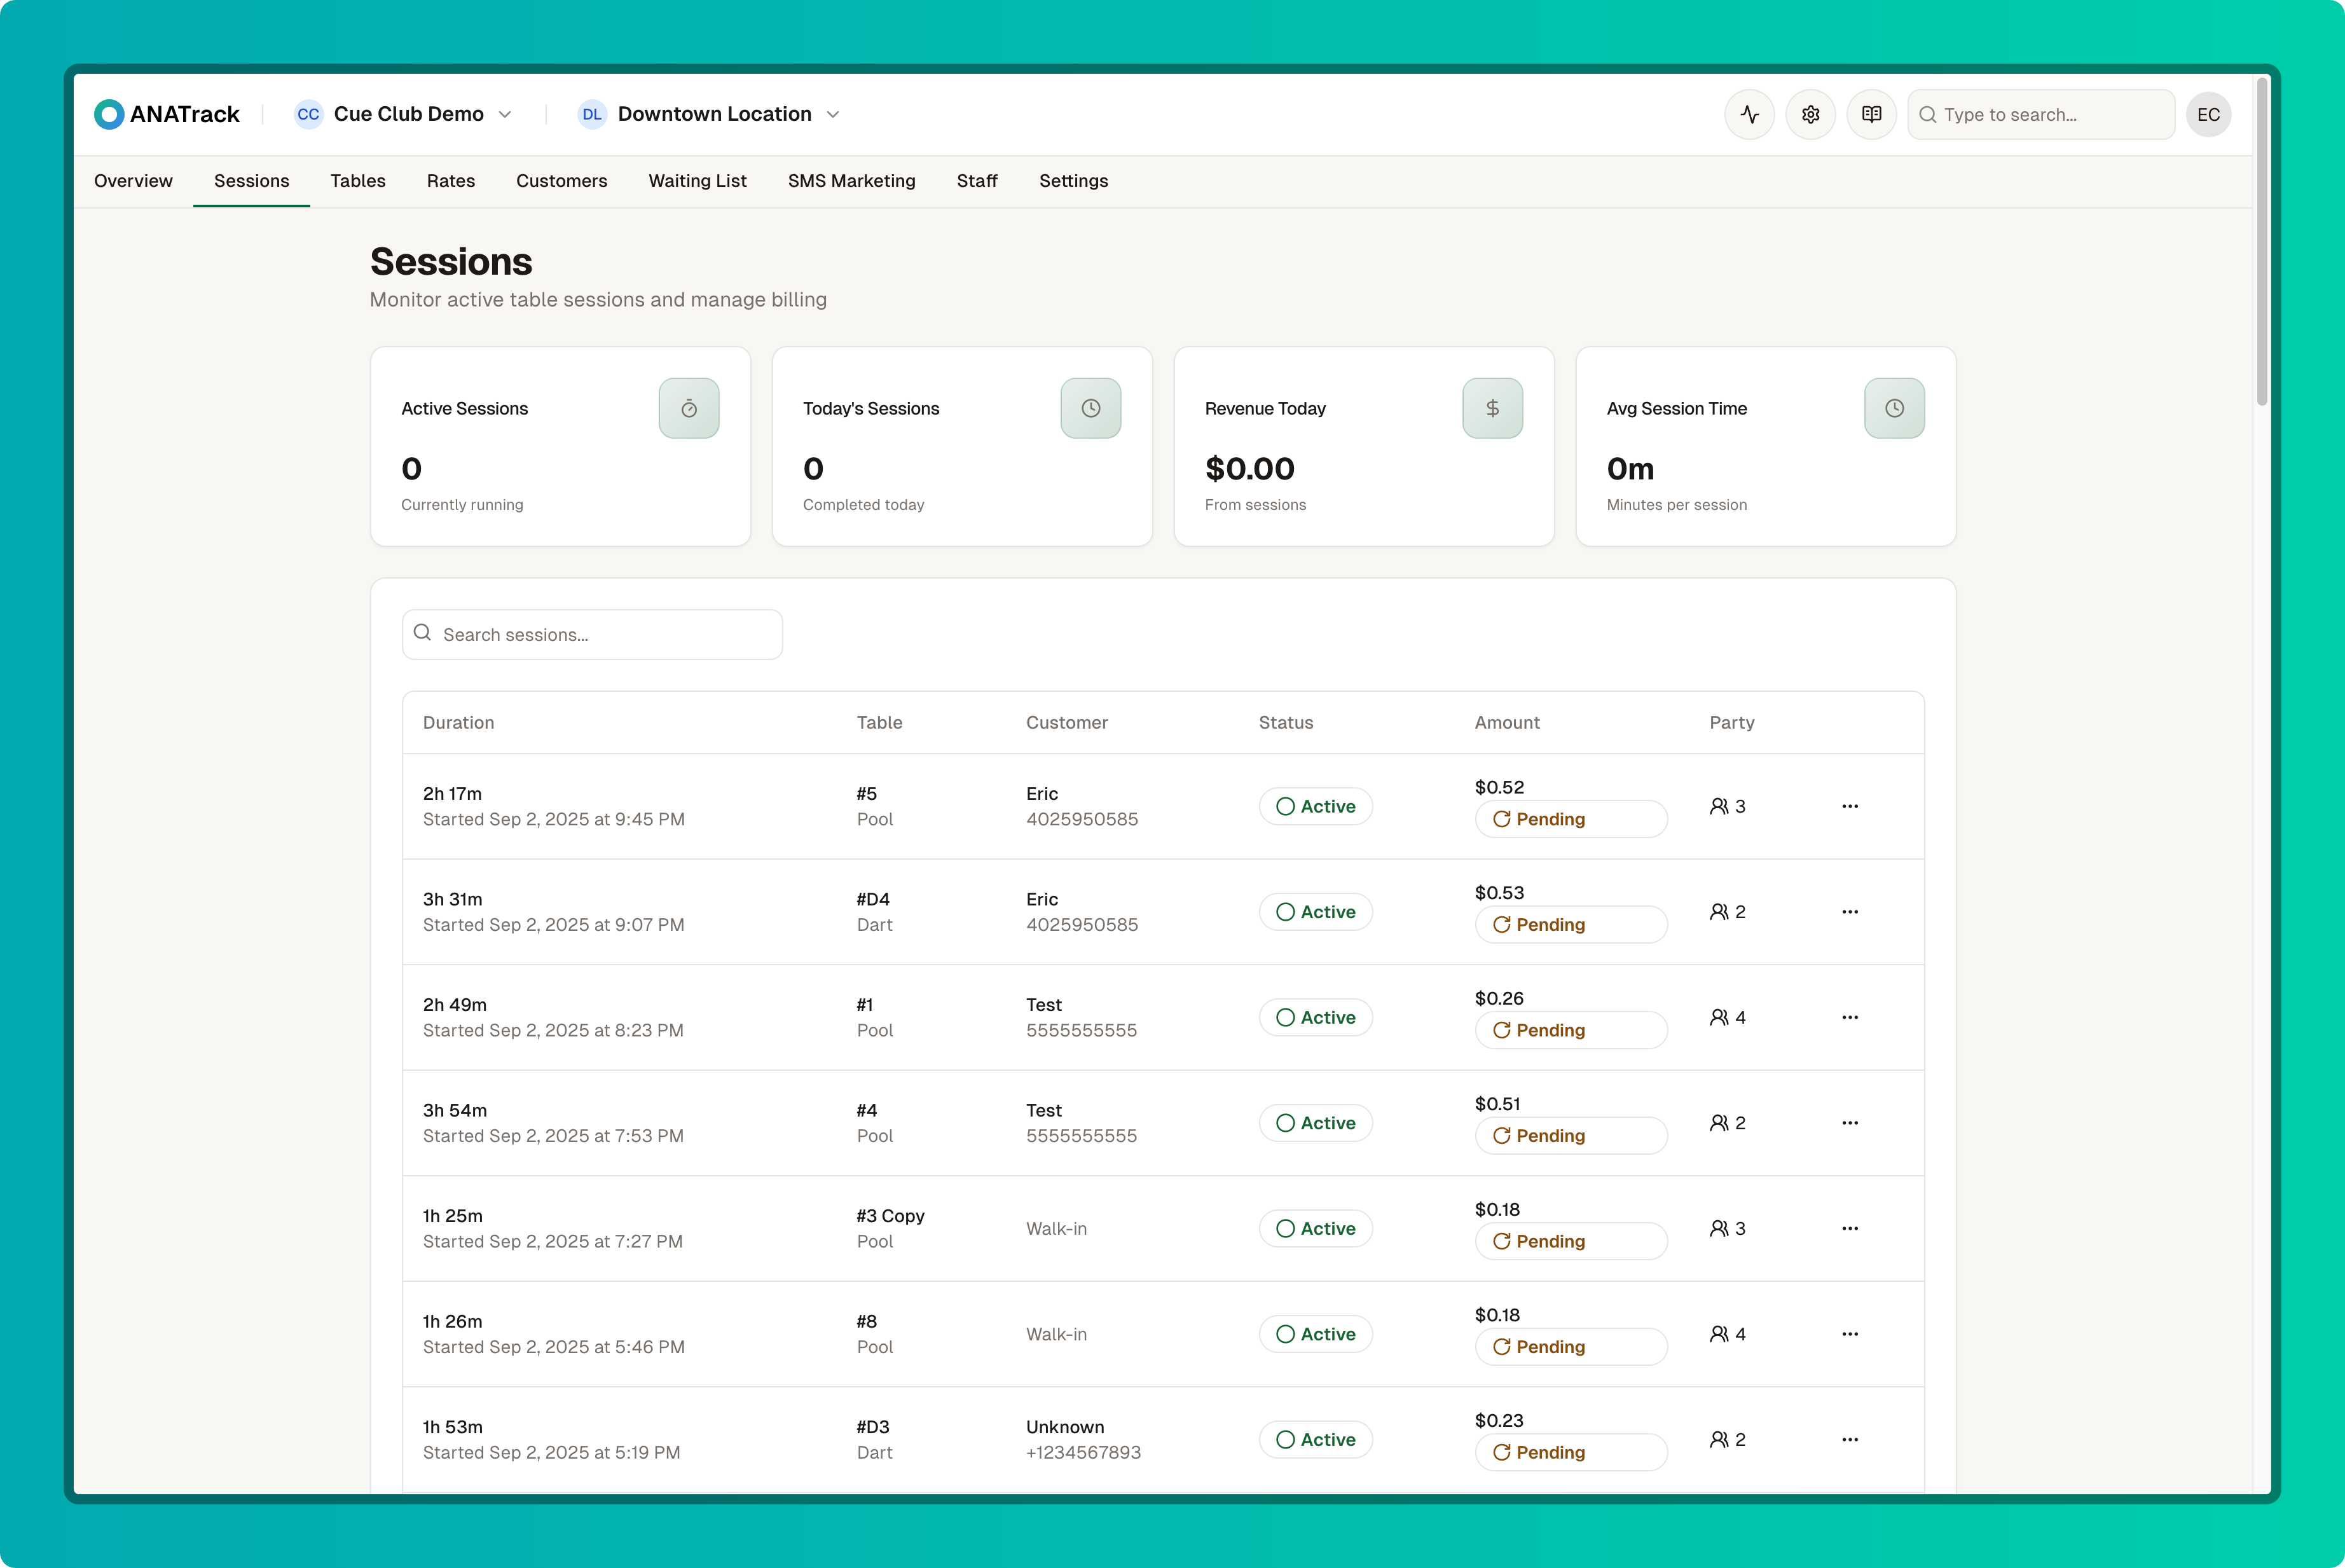 ANATrack CC Cue Club Demo DL Downtown Location Type to search... EC
Overview Sessions Tables Rates Customers Waiting List SMS Marketing Staff Settings
Sessions
Monitor active table sessions and manage billing
Active Sessions
0
Currently running
Today's Sessions
0
Completed today
Revenue Today
$
$0.00
From sessions
Avg Session Time
0m
Minutes per session
Search sessions...
Duration Table Customer Status Amount Party
2h 17m #5 Eric Active $0.52 3
Started Sep 2, 2025 at 9:45 PM Pool 4025950585 Pending
3h 31m #D4 Eric Active $0.53 2
Started Sep 2, 2025 at 9:07 PM Dart 4025950585 Pending
2h 49m #1 Test Active $0.26 4
Started Sep 2, 2025 at 8:23 PM Pool 5555555555 Pending
3h 54m #4 Test Active $0.51 2
Started Sep 2, 2025 at 7:53 PM Pool 5555555555 Pending
1h 25m #3 Copy Walk-in Active $0.18 3
Started Sep 2, 2025 at 7:27 PM Pool Pending
1h 26m #8 Walk-in Active $0.18 4
Started Sep 2, 2025 at 5:46 PM Pool Pending
1h 53m #D3 Unknown Active $0.23 2
Started Sep 2, 2025 at 5:19 PM Dart +1234567893 Pending